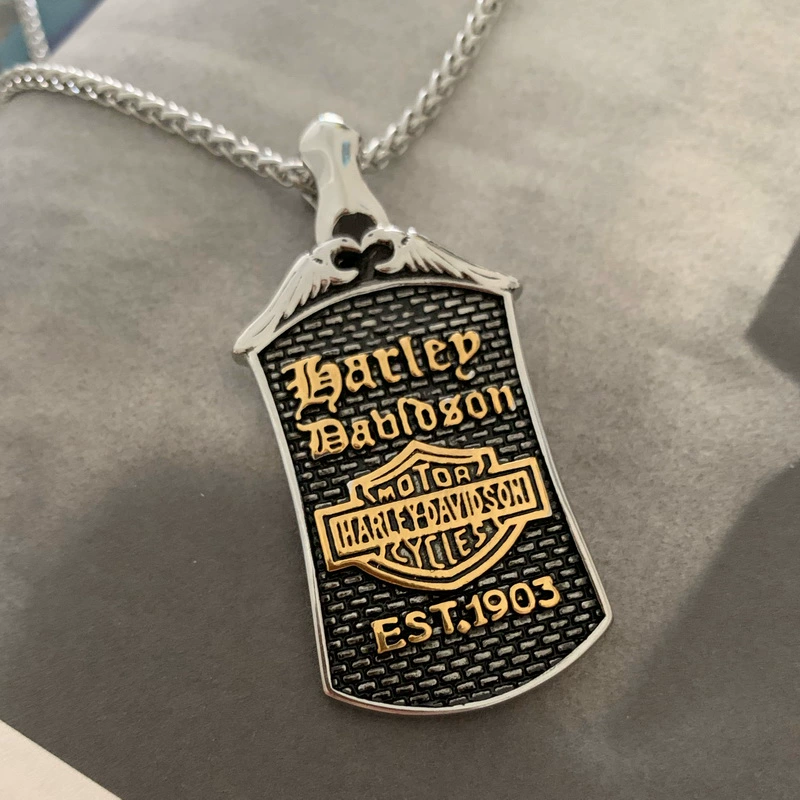 Harley
Davidson
MOTOR
HARLEY-DAVIDSON
CYCLES
EST.1903